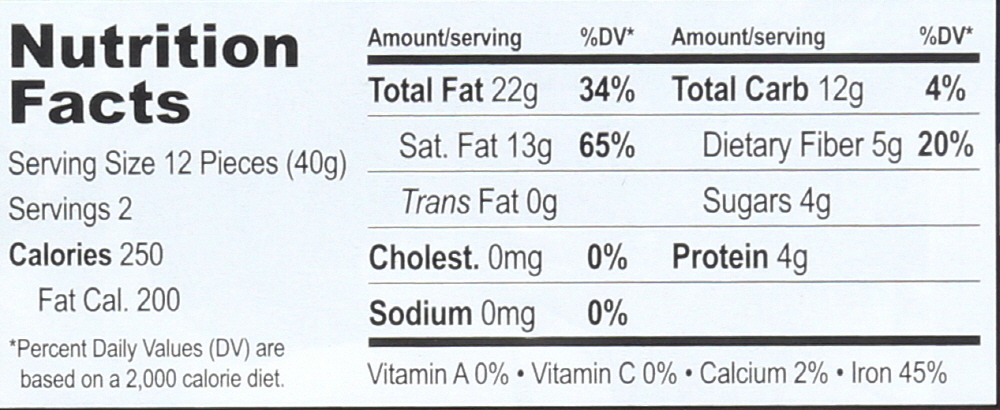 Nutrition
Facts
Serving Size 12 Pieces (40g)
Servings 2
Calories 250
Fat Cal. 200
*Percent Daily Values (DV) are
based on a 2,000 calorie diet.
Amount/serving %DV* Amount/serving %DV*
Total Fat 22g 34% Total Carb 12g 4%
Sat. Fat 13g 65% Dietary Fiber 5g 20%
Trans Fat 0g Sugars 4g
Cholest. 0mg 0% Protein 4g
Sodium 0mg 0%
Vitamin A 0% • Vitamin C 0% • Calcium 2% • Iron 45%